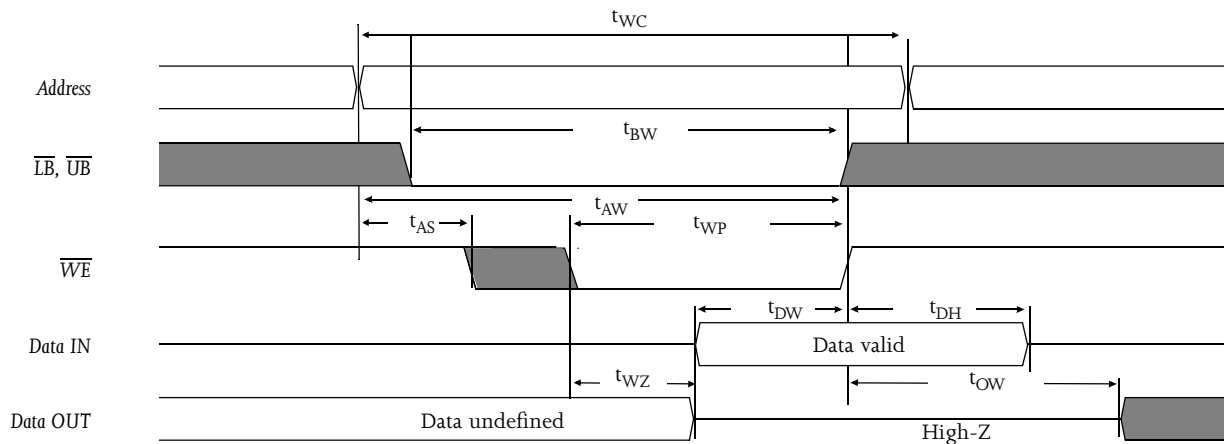 tWC
Address
tBW
LB, UB
tAW
tAS
tWP
WE
tDW
tDH
Data IN
Data valid
tWZ
tOW
Data OUT
Data undefined
High-Z